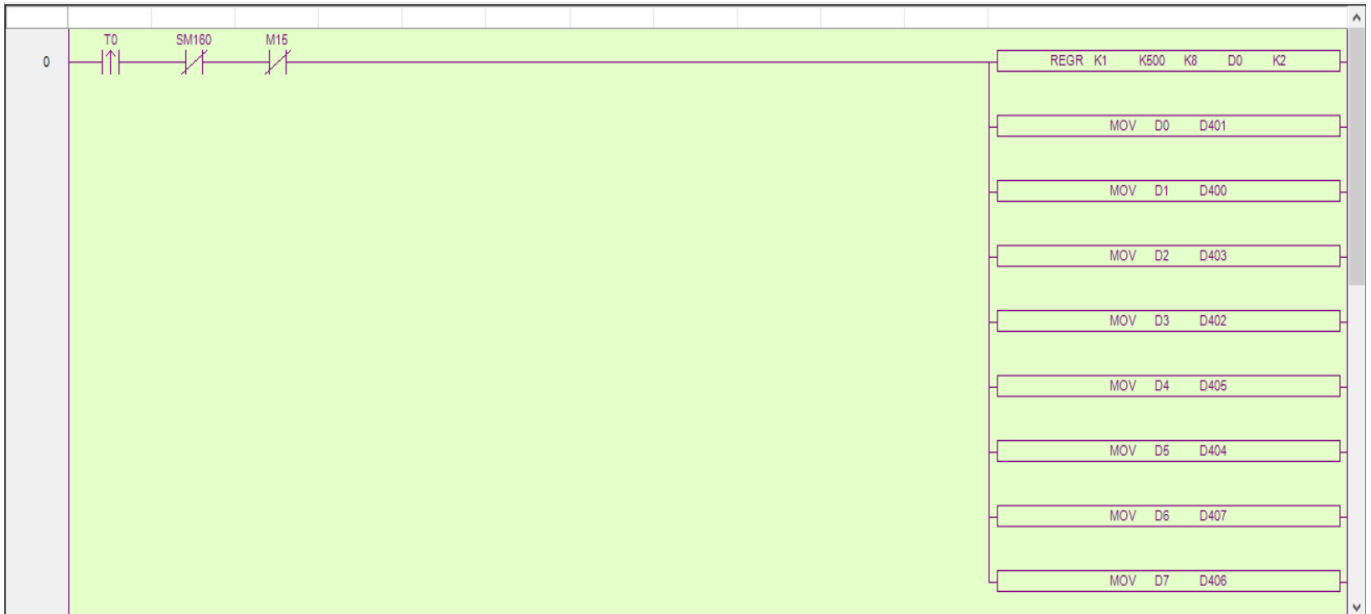 T0 SM160 M15
0 REGR K1 K500 K8 D0 K2
MOV D0 D401
MOV D1 D400
MOV D2 D403
MOV D3 D402
MOV D4 D405
MOV D5 D404
MOV D6 D407
MOV D7 D406